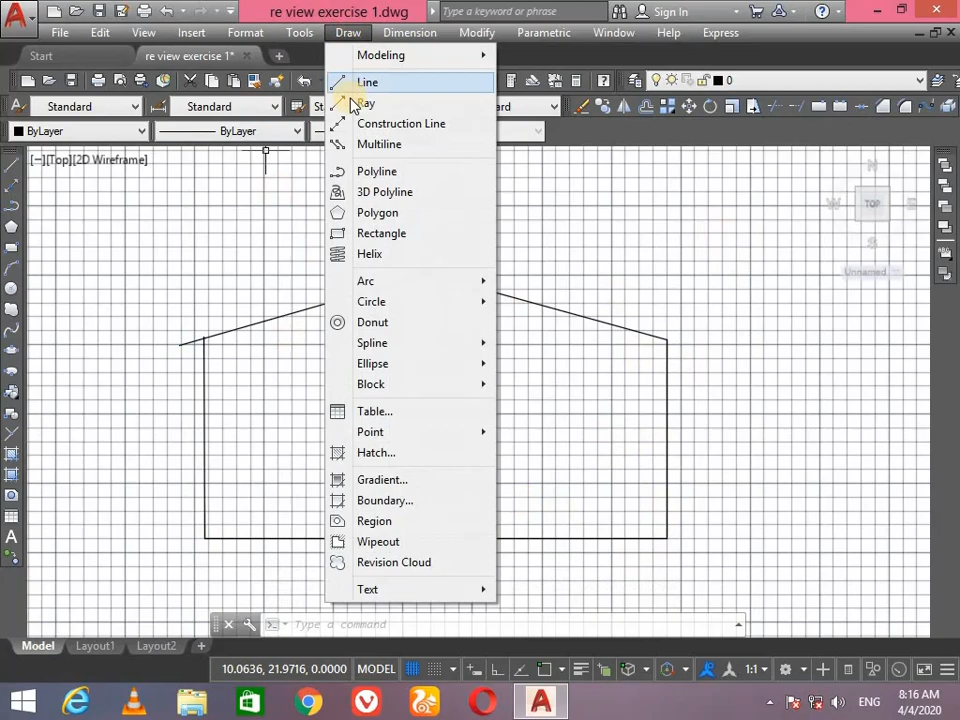 re view exercise 1.dwg
Type a keyword or phrase
Sign In
File Edit View Insert Format Tools Draw Dimension Modify Parametric Window Help Express
Start
re view exercise 1*
Standard
Standard
0
ByLayer
ByLayer
[−][Top][2D Wireframe]
Modeling
Line
Ray
Construction Line
Multiline
Polyline
3D Polyline
Polygon
Rectangle
Helix
Arc
Circle
Donut
Spline
Ellipse
Block
Table...
Point
Hatch...
Gradient...
Boundary...
Region
Wipeout
Revision Cloud
Text
TOP
Unnamed
Type a command
Model Layout1 Layout2
10.0636, 21.9716, 0.0000 MODEL
1:1
ENG
8:16 AM
4/4/2020